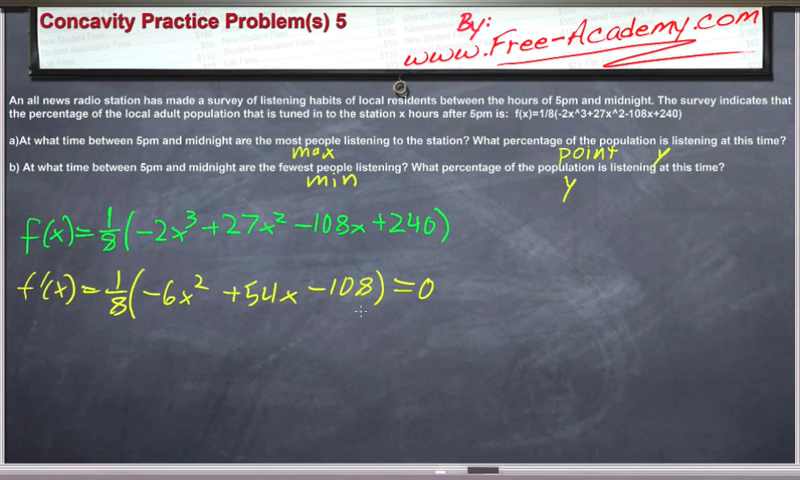 Concavity Practice Problem(s) 5
By:
www.Free-Academy.com
An all news radio station has made a survey of listening habits of local residents between the hours of 5pm and midnight. The survey indicates that
the percentage of the local adult population that is tuned in to the station x hours after 5pm is: f(x)=1/8(-2x^3+27x^2-108x+240)
a)At what time between 5pm and midnight are the most people listening to the station? What percentage of the population is listening at this time?
max point y
b) At what time between 5pm and midnight are the fewest people listening? What percentage of the population is listening at this time?
min y
f(x)=1/8(-2x³+27x²-108x+240)
f'(x)=1/8(-6x²+54x-108)=0